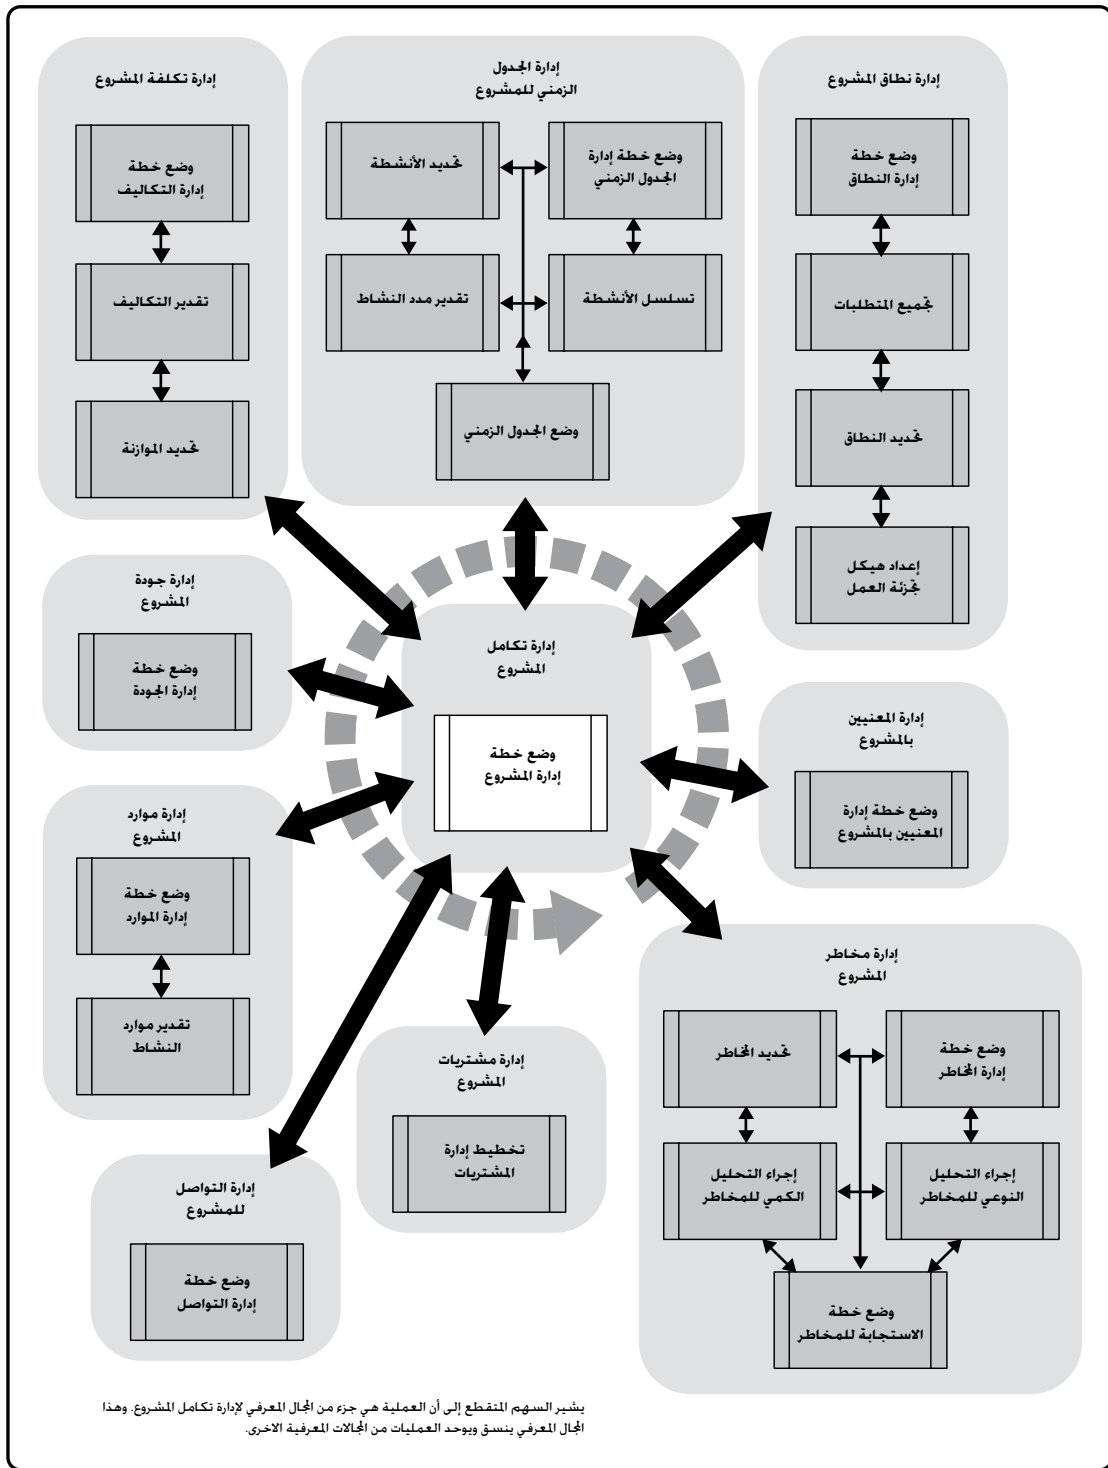 إدارة نطاق المشروع
وضع خطة
إدارة النطاق
تجميع المتطلبات
تحديد النطاق
إعداد هيكل
تجزئة العمل
إدارة الجدول
الزمني للمشروع
وضع خطة إدارة
الجدول الزمني
تحديد الأنشطة
تسلسل الأنشطة
تقدير مدد النشاط
وضع الجدول الزمني
إدارة تكلفة المشروع
وضع خطة
إدارة التكاليف
تقدير التكاليف
تحديد الموازنة
إدارة تكامل
المشروع
وضع خطة
إدارة المشروع
إدارة جودة
المشروع
وضع خطة
إدارة الجودة
إدارة المعنيين
بالمشروع
وضع خطة إدارة
المعنيين بالمشروع
إدارة موارد
المشروع
وضع خطة
إدارة الموارد
تقدير موارد
النشاط
إدارة مخاطر
المشروع
وضع خطة
إدارة المخاطر
تحديد المخاطر
إجراء التحليل
النوعي للمخاطر
إجراء التحليل
الكمي للمخاطر
وضع خطة
الاستجابة للمخاطر
إدارة مشتريات
المشروع
تخطيط إدارة
المشتريات
إدارة التواصل
للمشروع
وضع خطة
إدارة التواصل
يشير السهم المتقطع إلى أن العملية هي جزء من المجال المعرفي لإدارة تكامل المشروع. وهذا
المجال المعرفي ينسق ويوحد العمليات من المجالات المعرفية الاخرى.